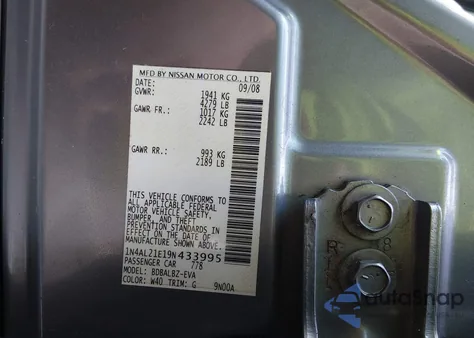 MFD BY NISSAN MOTOR CO., LTD.
DATE: 09/08
GVWR: 1941 KG
4279 LB
GAWR FR.: 1017 KG
2242 LB
GAWR RR.: 993 KG
2189 LB
THIS VEHICLE CONFORMS TO
ALL APPLICABLE FEDERAL
MOTOR VEHICLE SAFETY,
BUMPER, AND THEFT
PREVENTION STANDARDS IN
EFFECT ON THE DATE OF
MANUFACTURE SHOWN ABOVE.
1N4AL21E19N433995
PASSENGER CAR 778
MODEL: BDBALBZ-EVA
COLOR: W40 TRIM: G 9N00A
R 8
AutoSnap